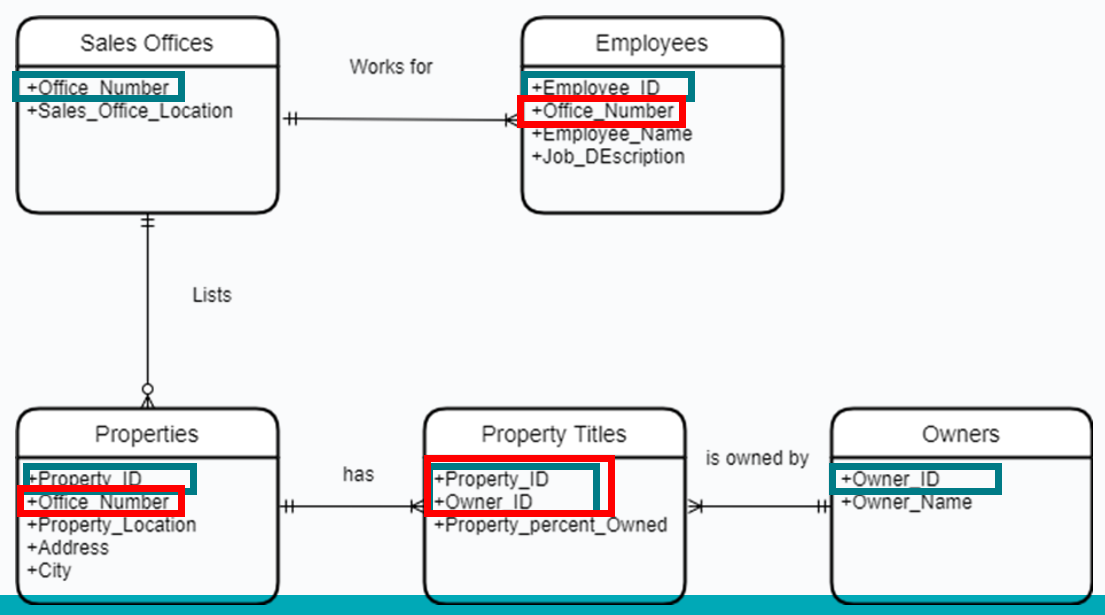 Sales Offices
+Office_Number
+Sales_Office_Location
Works for
Employees
+Employee_ID
+Office_Number
+Employee_Name
+Job_DEscription
Lists
Properties
+Property_ID
+Office_Number
+Property_Location
+Address
+City
has
Property Titles
+Property_ID
+Owner_ID
+Property_percent_Owned
is owned by
Owners
+Owner_ID
+Owner_Name